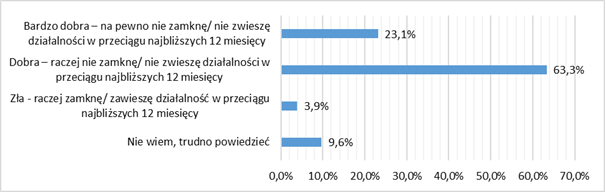 Bardzo dobra – na pewno nie zamknę/ nie zwieszę
działalności w przeciągu najbliższych 12 miesięcy
23,1%
Dobra – raczej nie zamknę/ nie zwieszę działalności w
przeciągu najbliższych 12 miesięcy
63,3%
Zła - raczej zamknę/ zawieszę działalność w przeciągu
najbliższych 12 miesięcy
3,9%
Nie wiem, trudno powiedzieć
9,6%
0,0% 10,0% 20,0% 30,0% 40,0% 50,0% 60,0% 70,0%